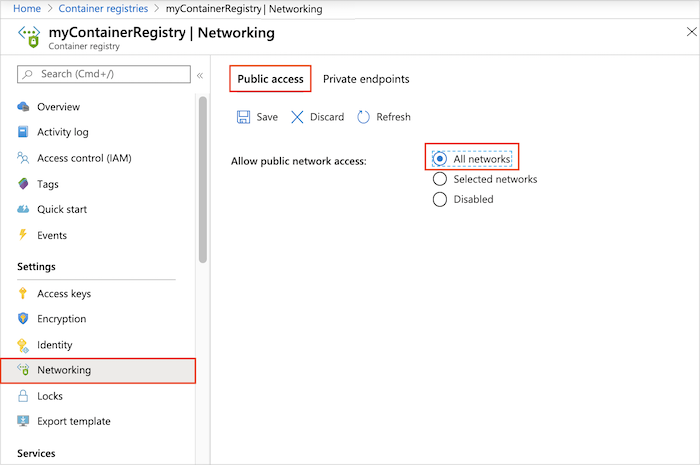 Home > Container registries > myContainerRegistry | Networking
myContainerRegistry | Networking
Container registry
Search (Cmd+/)
«
Overview
Activity log
Access control (IAM)
Tags
Quick start
Events
Settings
Access keys
Encryption
Identity
Networking
Locks
Export template
Services
Public access Private endpoints
Save Discard Refresh
Allow public network access:
All networks
Selected networks
Disabled